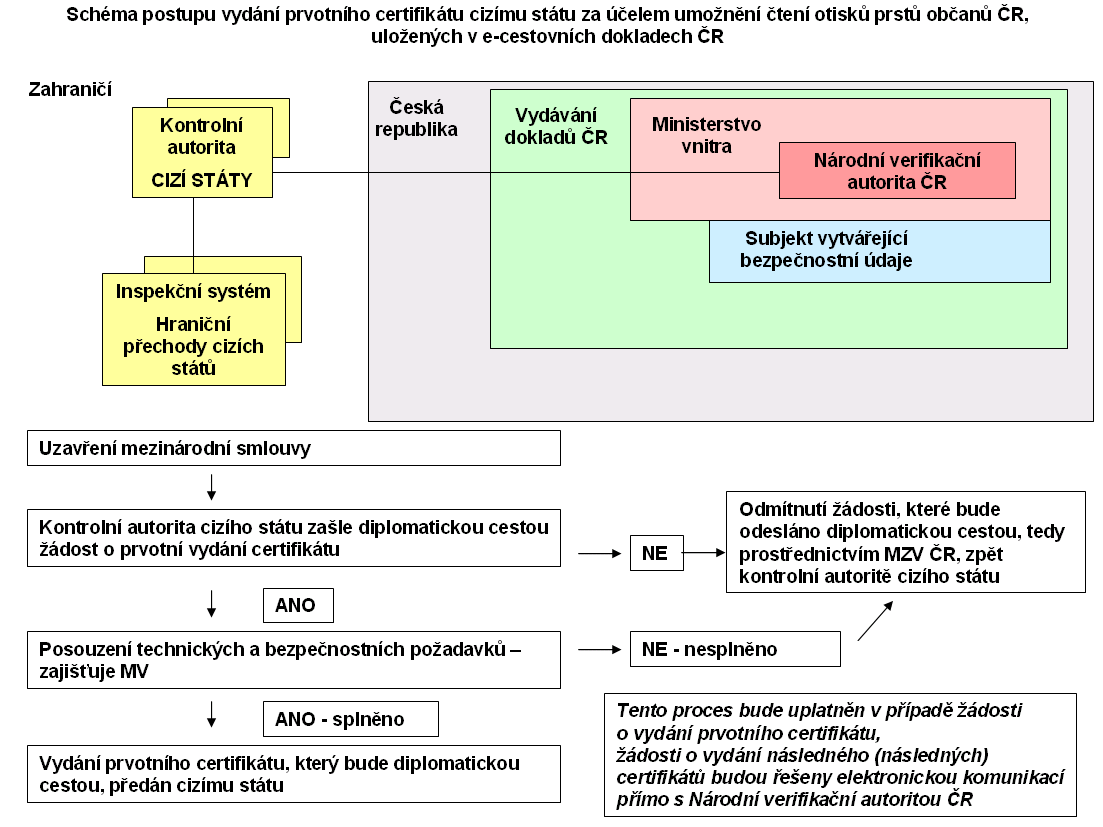 Schéma postupu vydání prvotního certifikátu cizímu státu za účelem umožnění čtení otisků prstů občanů ČR,
uložených v e-cestovních dokladech ČR
Zahraničí
Kontrolní
autorita
CIZÍ STÁTY
Inspekční systém
Hraniční
přechody cizích
států
Česká
republika
Vydávání
dokladů ČR
Ministerstvo
vnitra
Národní verifikační
autorita ČR
Subjekt vytvářející
bezpečnostní údaje
Uzavření mezinárodní smlouvy
Kontrolní autorita cizího státu zašle diplomatickou cestou
žádost o prvotní vydání certifikátu
NE
Odmítnutí žádosti, které bude
odesláno diplomatickou cestou, tedy
prostřednictvím MZV ČR, zpět
kontrolní autoritě cizího státu
ANO
Posouzení technických a bezpečnostních požadavků –
zajišťuje MV
NE - nesplněno
ANO - splněno
Vydání prvotního certifikátu, který bude diplomatickou
cestou, předán cizímu státu
Tento proces bude uplatněn v případě žádosti
o vydání prvotního certifikátu,
žádosti o vydání následného (následných)
certifikátů budou řešeny elektronickou komunikací
přímo s Národní verifikační autoritou ČR